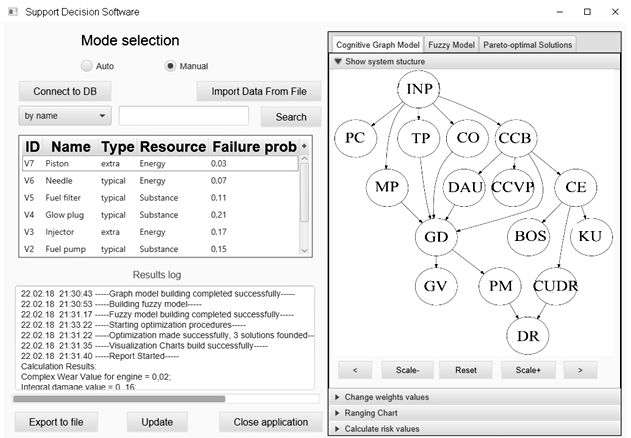 Support Decision Software
Mode selection
Auto
Manual
Connect to DB
Import Data From File
by name
Search
ID Name Type Resource Failure prob +
V7 Piston extra Energy 0,03
V6 Needle typical Energy 0,07
V5 Fuel filter typical Substance 0,11
V4 Glow plug typical Substance 0,21
V3 Injector extra Energy 0,17
V2 Fuel pump typical Substance 0,15
Results log
22.02.18 21:30:43 -----Graph model building completed successfully-----
22.02.18 21:30:53 -----Building fuzzy model-----
22.02.18 21:31.17 -----Fuzzy model building completed successfully-----
22.02.18 21:33.22 -----Starting optimization procedures-----
22.02.18 21:31.22 -----Optimization made successfully, 3 solutions founded--
22.02.18 21:31.35 -----Visualization Charts build successfully-----
22.02.18 21:31.40 -----Report Started-----
Calculation Results:
Complex Wear Value for engine = 0,02;
Integral damage value = 0, 16;
Export to file
Update
Close application
Cognitive Graph Model
Fuzzy Model
Pareto-optimal Solutions
Show system stucture
INP
PC TP CO CCB
MP DAU CCVP CE
GD BOS KU
GV PM CUDR
DR
<
Scale-
Reset
Scale+
>
Change weights values
Ranging Chart
Calculate risk values